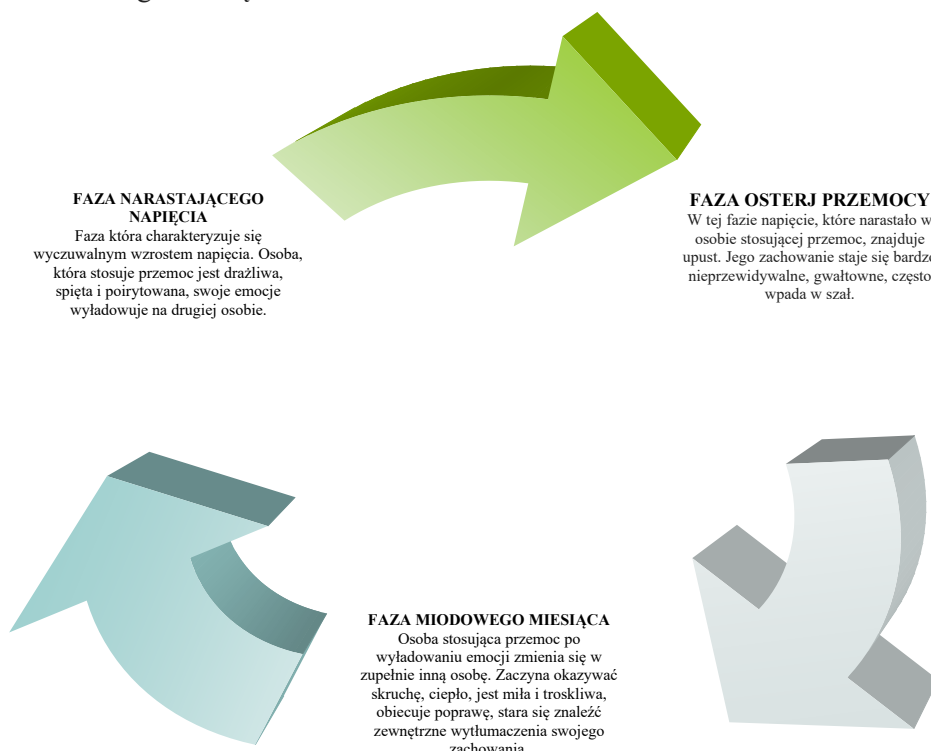 FAZA NARASTAJĄCEGO
NAPIĘCIA
Faza która charakteryzuje się
wyczuwalnym wzrostem napięcia. Osoba,
która stosuje przemoc jest drażliwa,
spięta i poirytowana, swoje emocje
wyładowuje na drugiej osobie.
FAZA OSTERJ PRZEMOCY
W tej fazie napięcie, które narastało w
osobie stosującej przemoc, znajduje
upust. Jego zachowanie staje się bardzo
nieprzewidywalne, gwałtowne, często
wpada w szał.
FAZA MIODOWEGO MIESIĄCA
Osoba stosująca przemoc po
wyładowaniu emocji zmienia się w
zupełnie inną osobę. Zaczyna okazywać
skruchę, ciepło, jest miła i troskliwa,
obiecuje poprawę, stara się znaleźć
zewnętrzne wytłumaczenia swojego
zachowania